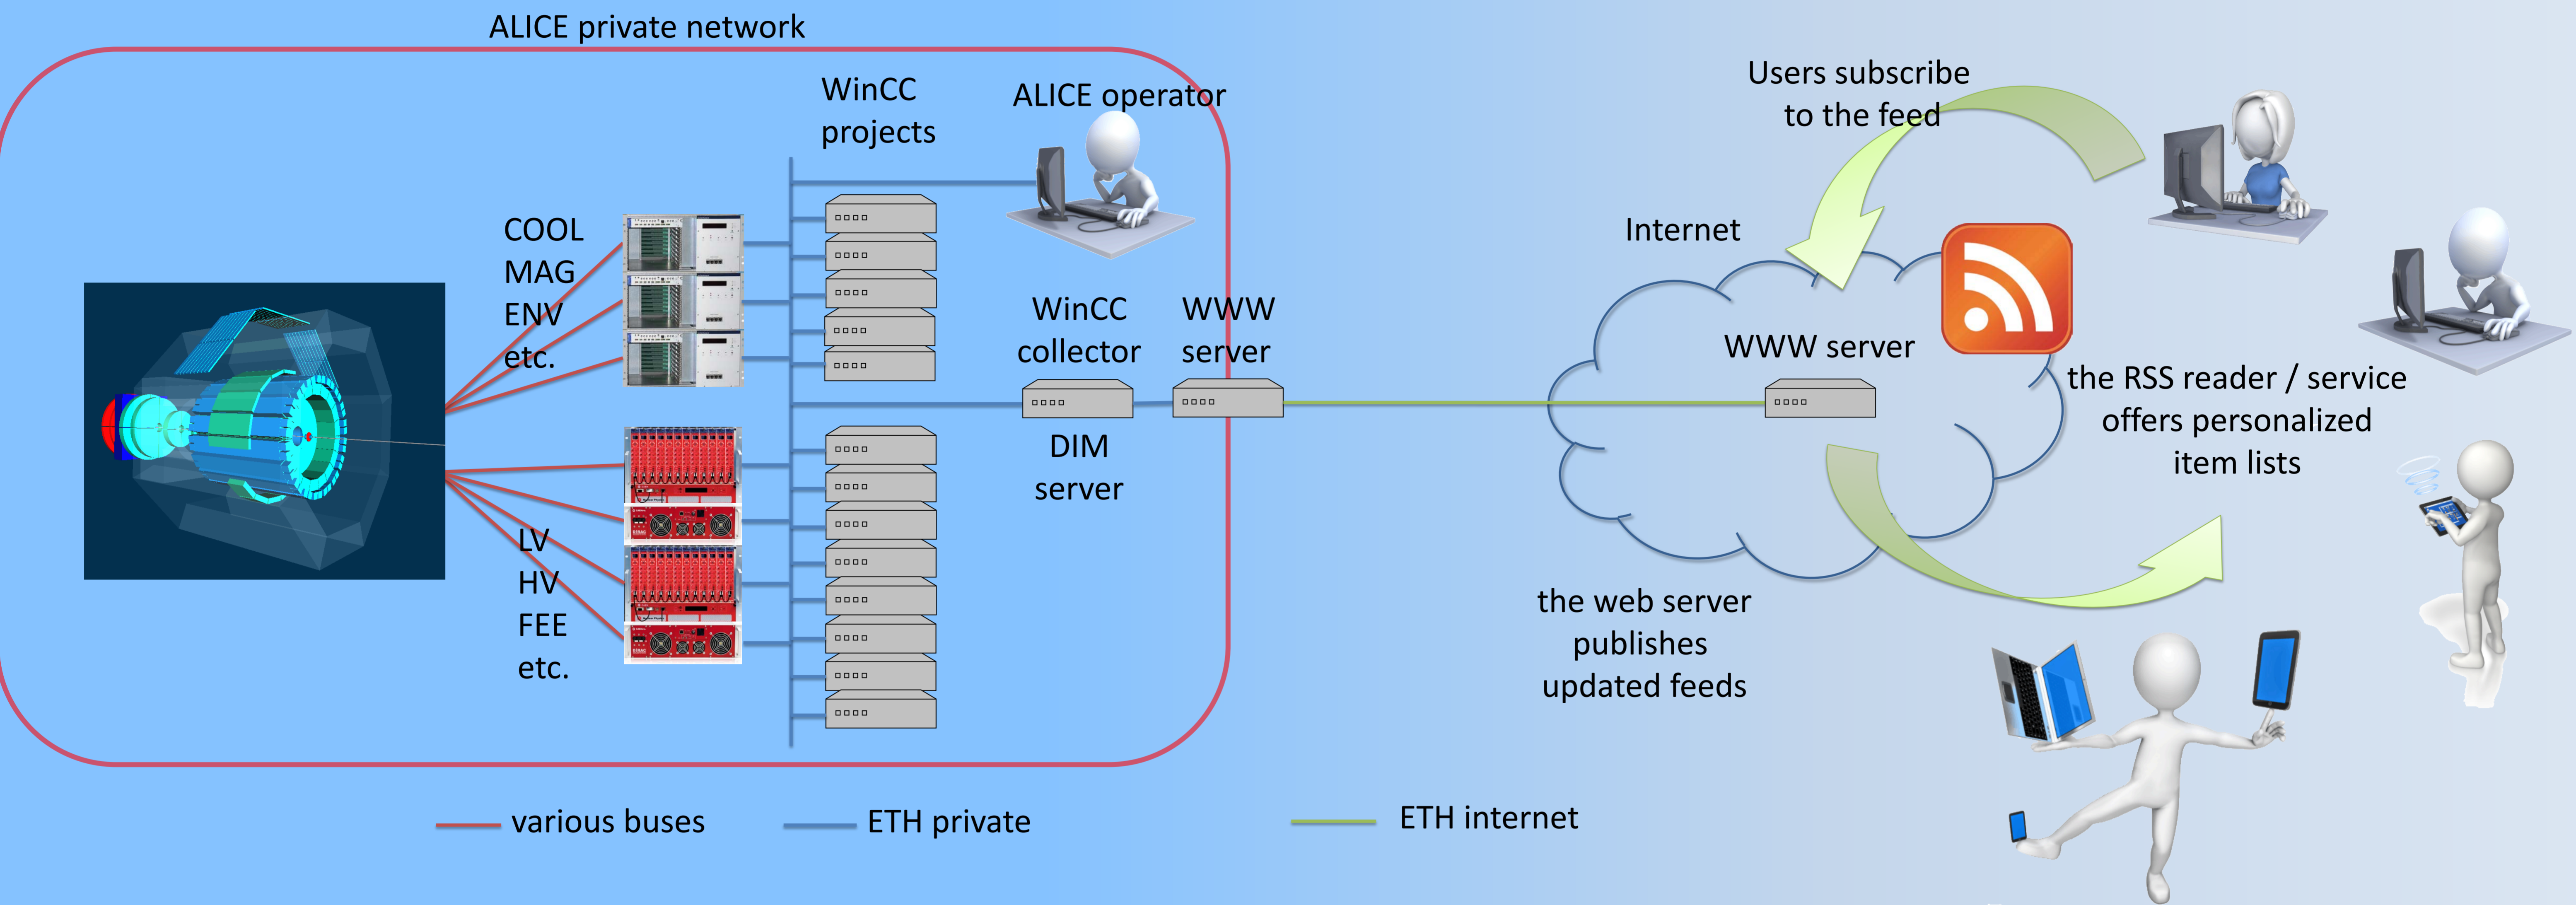 ALICE private network
WinCC
projects
ALICE operator
COOL
MAG
ENV
etc.
WinCC
collector
WWW
server
DIM
server
LV
HV
FEE
etc.
Users subscribe
to the feed
Internet
WWW server
the RSS reader / service
offers personalized
item lists
the web server
publishes
updated feeds
various buses
ETH private
ETH internet